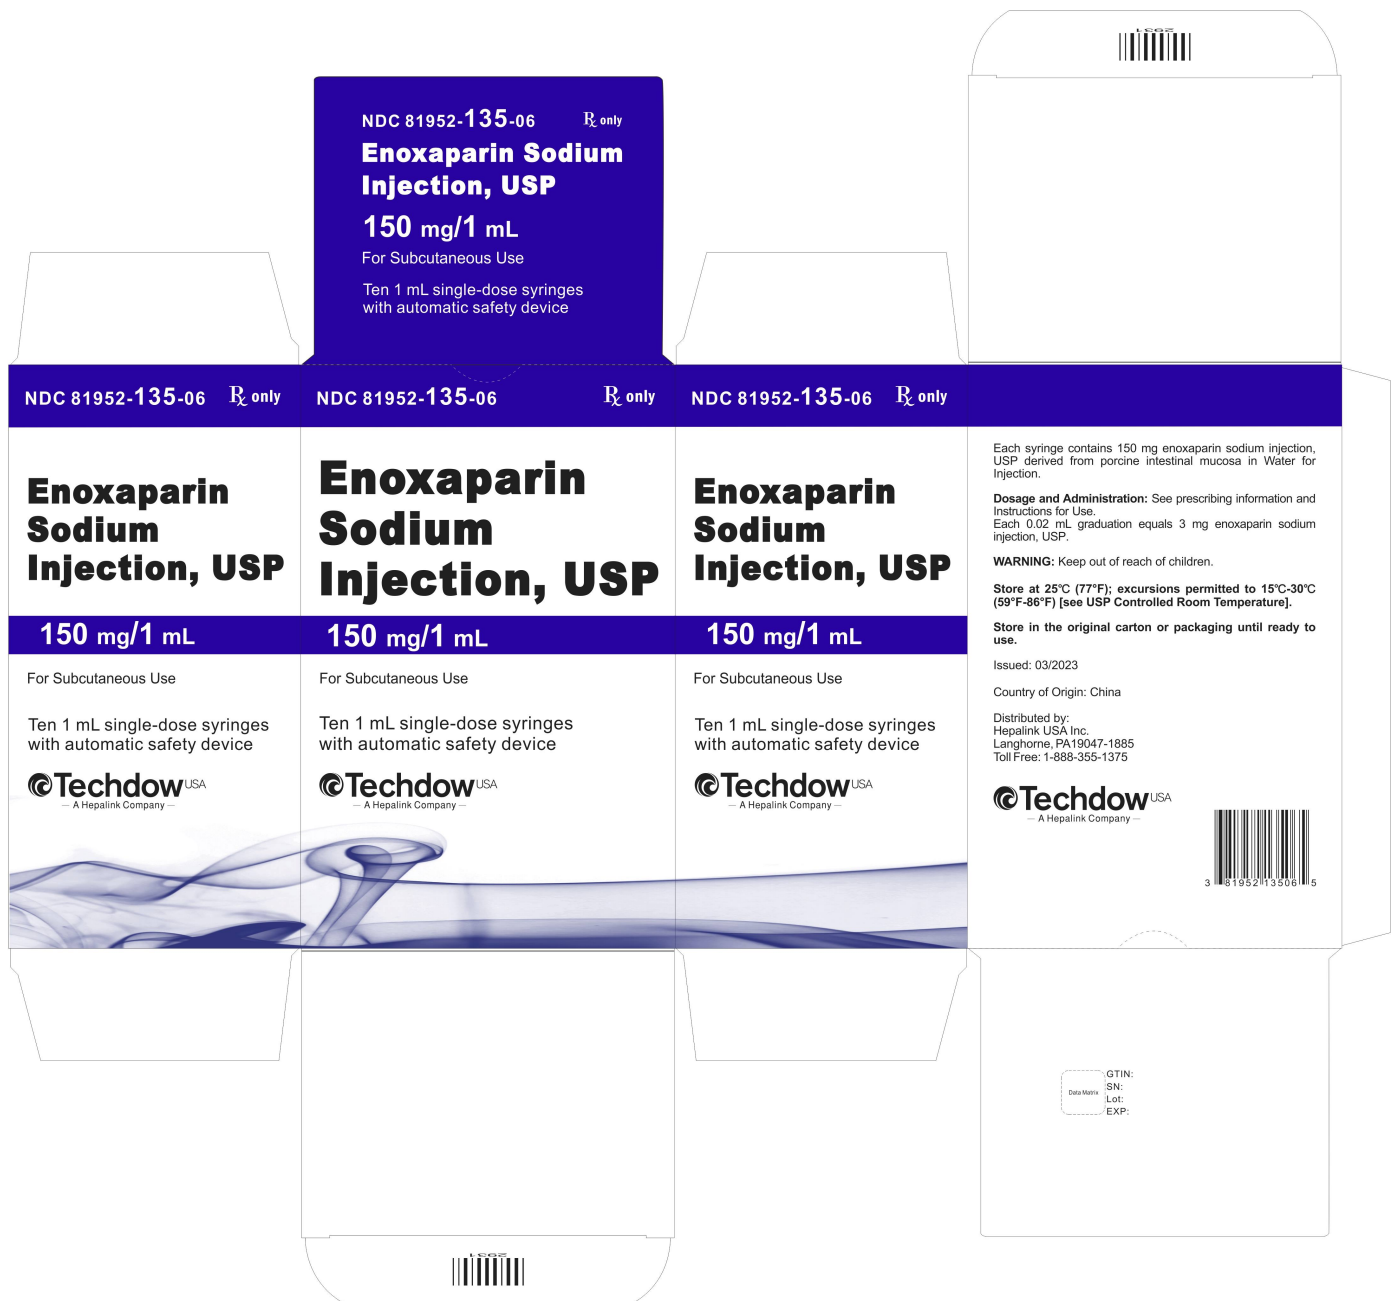 2931
NDC 81952-135-06 Rx only
Enoxaparin Sodium
Injection, USP
150 mg/1 mL
For Subcutaneous Use
Ten 1 mL single-dose syringes
with automatic safety device
NDC 81952-135-06 Rx only
Enoxaparin
Sodium
Injection, USP
150 mg/1 mL
For Subcutaneous Use
Ten 1 mL single-dose syringes
with automatic safety device
Techdow USA
— A Hepalink Company —
NDC 81952-135-06 Rx only
Enoxaparin
Sodium
Injection, USP
150 mg/1 mL
For Subcutaneous Use
Ten 1 mL single-dose syringes
with automatic safety device
Techdow USA
— A Hepalink Company —
NDC 81952-135-06 Rx only
Enoxaparin
Sodium
Injection, USP
150 mg/1 mL
For Subcutaneous Use
Ten 1 mL single-dose syringes
with automatic safety device
Techdow USA
— A Hepalink Company —
Each syringe contains 150 mg enoxaparin sodium injection,
USP derived from porcine intestinal mucosa in Water for
Injection.
Dosage and Administration: See prescribing information and
Instructions for Use.
Each 0.02 mL graduation equals 3 mg enoxaparin sodium
injection, USP.
WARNING: Keep out of reach of children.
Store at 25℃ (77°F); excursions permitted to 15℃-30℃
(59°F-86°F) [see USP Controlled Room Temperature].
Store in the original carton or packaging until ready to
use.
Issued: 03/2023
Country of Origin: China
Distributed by:
Hepalink USA Inc.
Langhorne, PA19047-1885
Toll Free: 1-888-355-1375
Techdow USA
— A Hepalink Company —
3 81952 13506 5
Data Matrix
GTIN:
SN:
Lot:
EXP:
2931